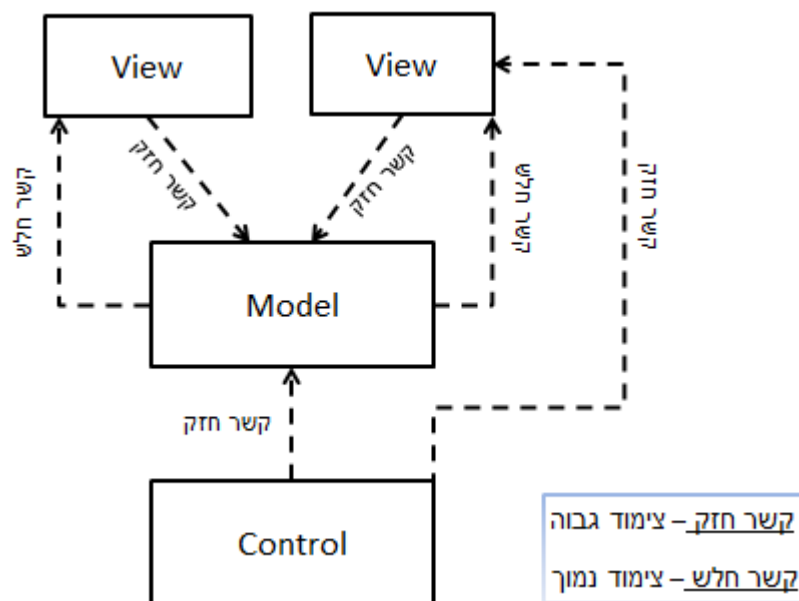 View
View
קשר חזק
קשר חזק
קשר חלש
קשר חלש
קשר חזק
Model
קשר חזק
Control
קשר חזק – צימוד גבוה
קשר חלש – צימוד נמוך